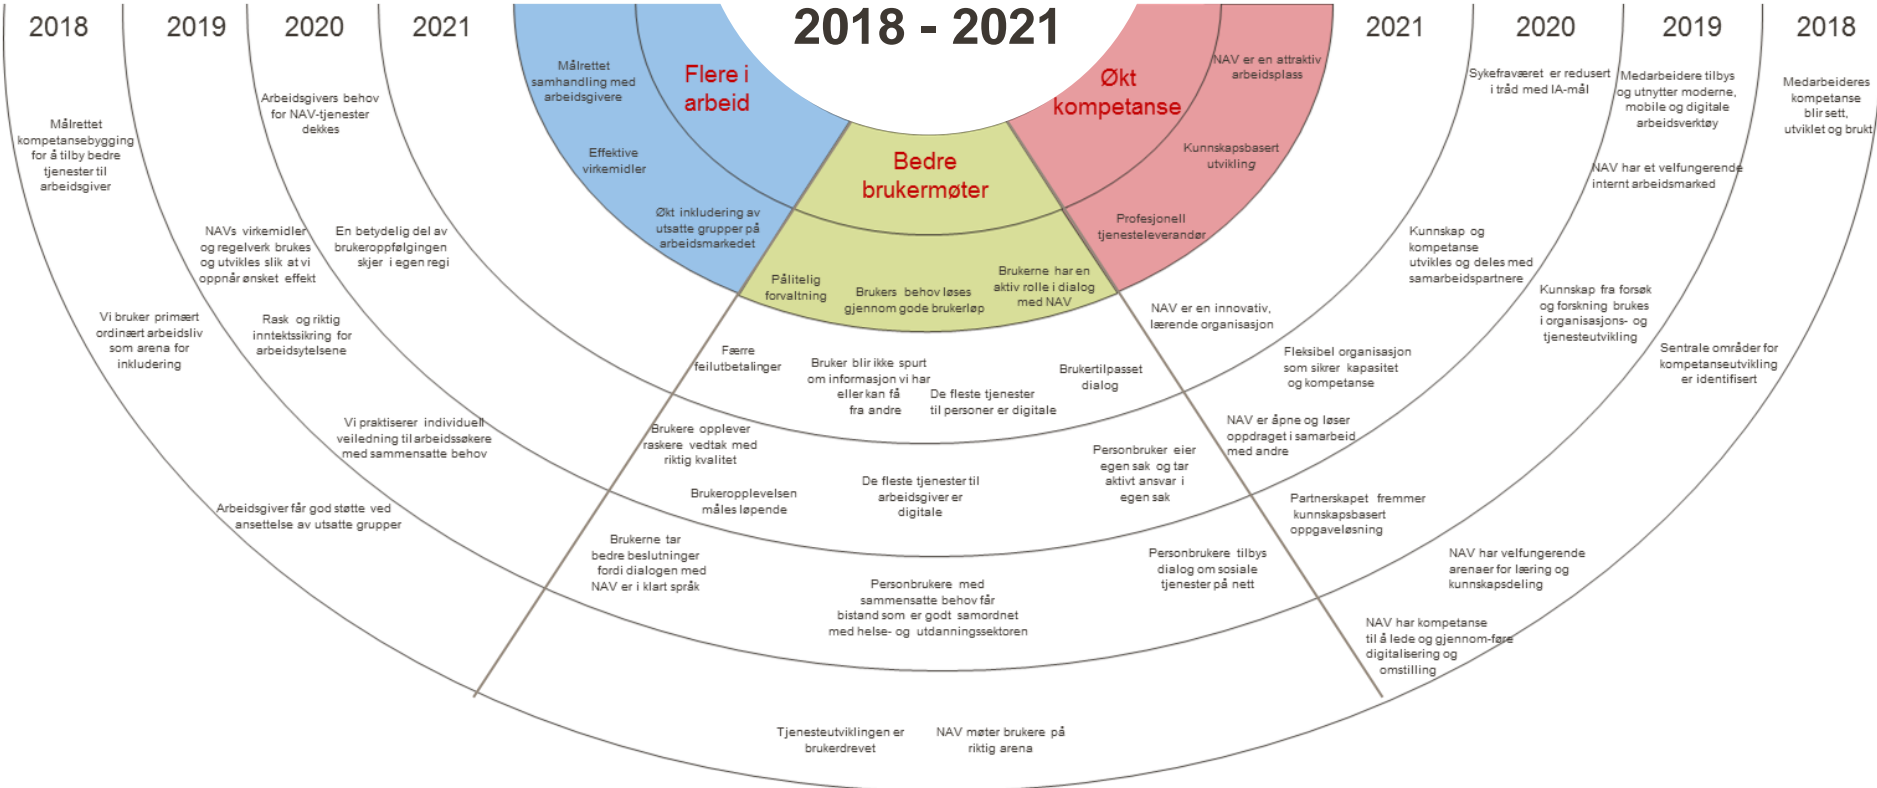 2018 - 2021
2018
2019
2020
2021
2021
2020
2019
2018
Flere i
arbeid
Målrettet
samhandling med
arbeidsgivere
Effektive
virkemidler
Økt inkludering av
utsatte grupper på
arbeidsmarkedet
Bedre
brukermøter
Pålitelig
forvaltning
Brukers behov løses
gjennom gode brukerløp
Brukerne har en
aktiv rolle i dialog
med NAV
Økt
kompetanse
NAV er en attraktiv
arbeidsplass
Kunnskapsbasert
utvikling
Profesjonell
tjenesteleverandør
Målrettet
kompetansebygging
for å tilby bedre
tjenester til
arbeidsgiver
Arbeidsgivers behov
for NAV-tjenester
dekkes
NAVs virkemidler
og regelverk brukes
og utvikles slik at vi
oppnår ønsket effekt
En betydelig del av
brukeroppfølgingen
skjer i egen regi
Vi bruker primært
ordinært arbeidsliv
som arena for
inkludering
Rask og riktig
inntektssikring for
arbeidsytelsene
Vi praktiserer individuell
veiledning til arbeidssøkere
med sammensatte behov
Arbeidsgiver får god støtte ved
ansettelse av utsatte grupper
Færre
feilutbetalinger
Bruker blir ikke spurt
om informasjon vi har
eller kan få
fra andre
De fleste tjenester
til personer er digitale
Brukertilpasset
dialog
Brukere opplever
raskere vedtak med
riktig kvalitet
Brukeropplevelsen
måles løpende
De fleste tjenester til
arbeidsgiver er
digitale
Personbruker eier
egen sak og tar
aktivt ansvar i
egen sak
Brukerne tar
bedre beslutninger
fordi dialogen med
NAV er i klart språk
Personbrukere med
sammensatte behov får
bistand som er godt samordnet
med helse- og utdanningssektoren
Personbrukere tilbys
dialog om sosiale
tjenester på nett
Tjenesteutviklingen er
brukerdrevet
NAV møter brukere på
riktig arena
Sykefraværet er redusert
i tråd med IA-mål
Medarbeidere tilbys
og utnytter moderne,
mobile og digitale
arbeidsverktøy
Medarbeideres
kompetanse
blir sett,
utviklet og brukt
NAV har et velfungerende
internt arbeidsmarked
Kunnskap og
kompetanse
utvikles og deles med
samarbeidspartnere
Kunnskap fra forsøk
og forskning brukes
i organisasjons- og
tjenesteutvikling
NAV er en innovativ,
lærende organisasjon
Fleksibel organisasjon
som sikrer kapasitet
og kompetanse
Sentrale områder for
kompetanseutvikling
er identifisert
NAV er åpne og løser
oppdraget i samarbeid
med andre
Partnerskapet fremmer
kunnskapsbasert
oppgaveløsning
NAV har velfungerende
arenaer for læring og
kunnskapsdeling
NAV har kompetanse
til å lede og gjennom-føre
digitalisering og
omstilling